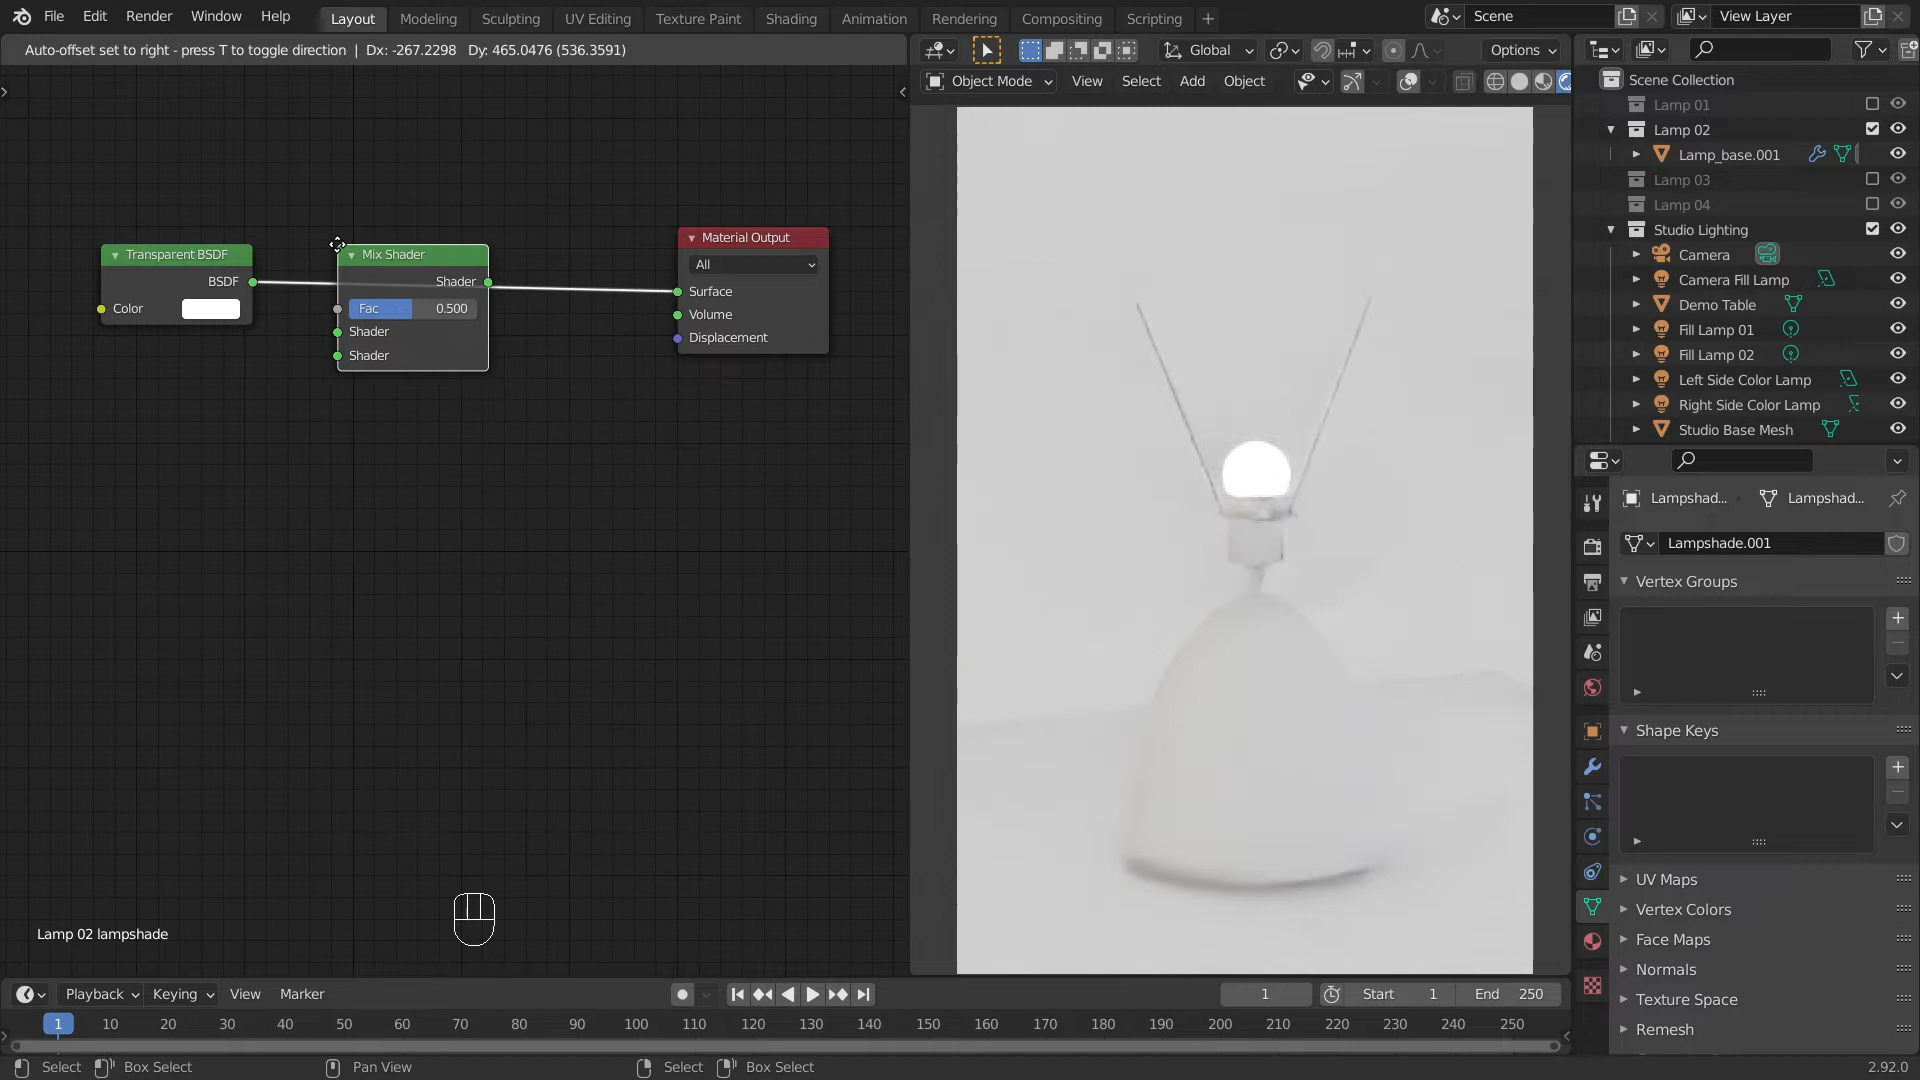 File Edit Render Window Help Layout Modeling Sculpting UV Editing Texture Paint Shading Animation Rendering Compositing Scripting + Scene View Layer
Auto-offset set to right - press T to toggle direction | Dx: -267.2298 Dy: 465.0476 (536.3591)
Global Options
Object Mode View Select Add Object
Scene Collection
Lamp 01
Lamp 02
Lamp_base.001
Lamp 03
Lamp 04
Studio Lighting
Camera
Camera Fill Lamp
Demo Table
Fill Lamp 01
Fill Lamp 02
Left Side Color Lamp
Right Side Color Lamp
Studio Base Mesh
Transparent BSDF
BSDF
Color
Mix Shader
Shader
Fac 0.500
Shader
Shader
Material Output
All
Surface
Volume
Displacement
Lamp 02 lampshade
Lampshad... Lampshad...
Lampshade.001
Vertex Groups
Shape Keys
UV Maps
Vertex Colors
Face Maps
Normals
Texture Space
Remesh
Playback Keying View Marker 1 Start 1 End 250
1 10 20 30 40 50 60 70 80 90 100 110 120 130 140 150 160 170 180 190 200 210 220 230 240 250
Select Box Select Pan View Select Box Select 2.92.0